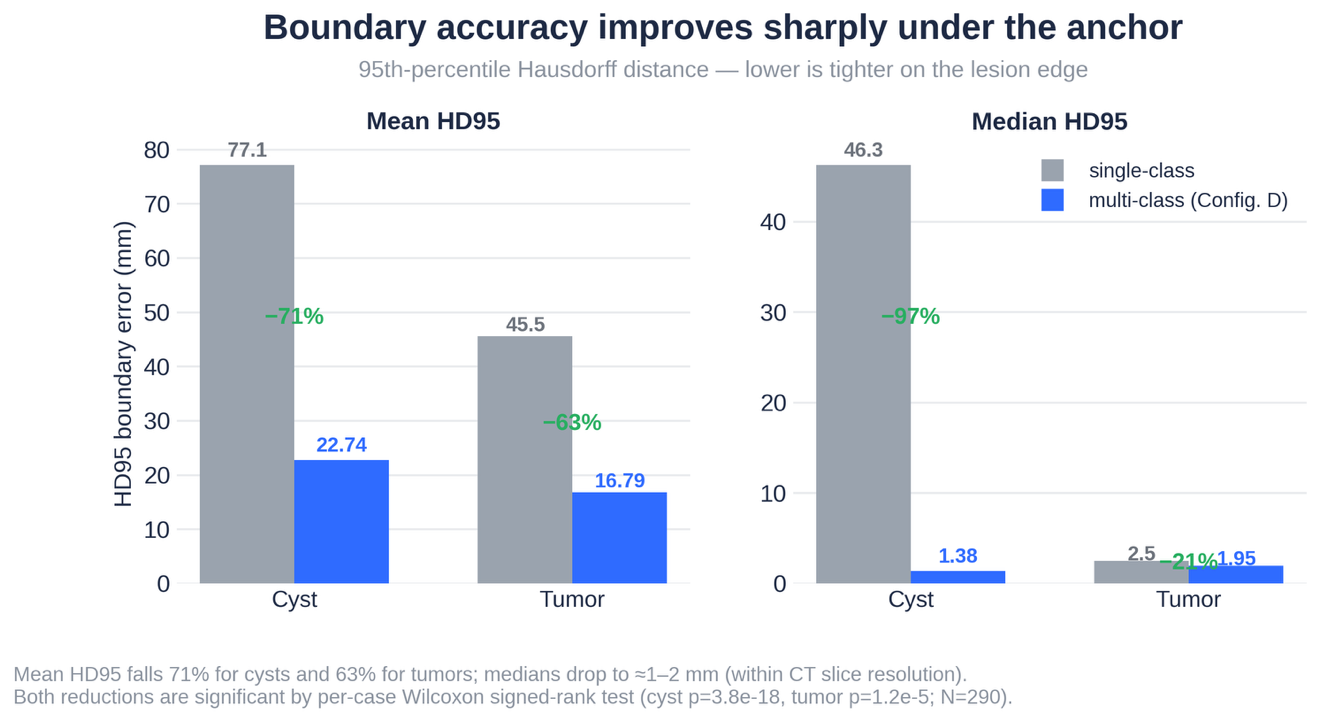 Boundary accuracy improves sharply under the anchor
95th-percentile Hausdorff distance — lower is tighter on the lesion edge
Mean HD95
HD95 boundary error (mm)
80
70
60
50
40
30
20
10
0
77.1
−71%
22.74
45.5
−63%
16.79
Cyst
Tumor
Median HD95
single-class
multi-class (Config. D)
40
30
20
10
0
46.3
−97%
1.38
2.5
−21%
1.95
Cyst
Tumor
Mean HD95 falls 71% for cysts and 63% for tumors; medians drop to ≈1–2 mm (within CT slice resolution).
Both reductions are significant by per-case Wilcoxon signed-rank test (cyst p=3.8e-18, tumor p=1.2e-5; N=290).